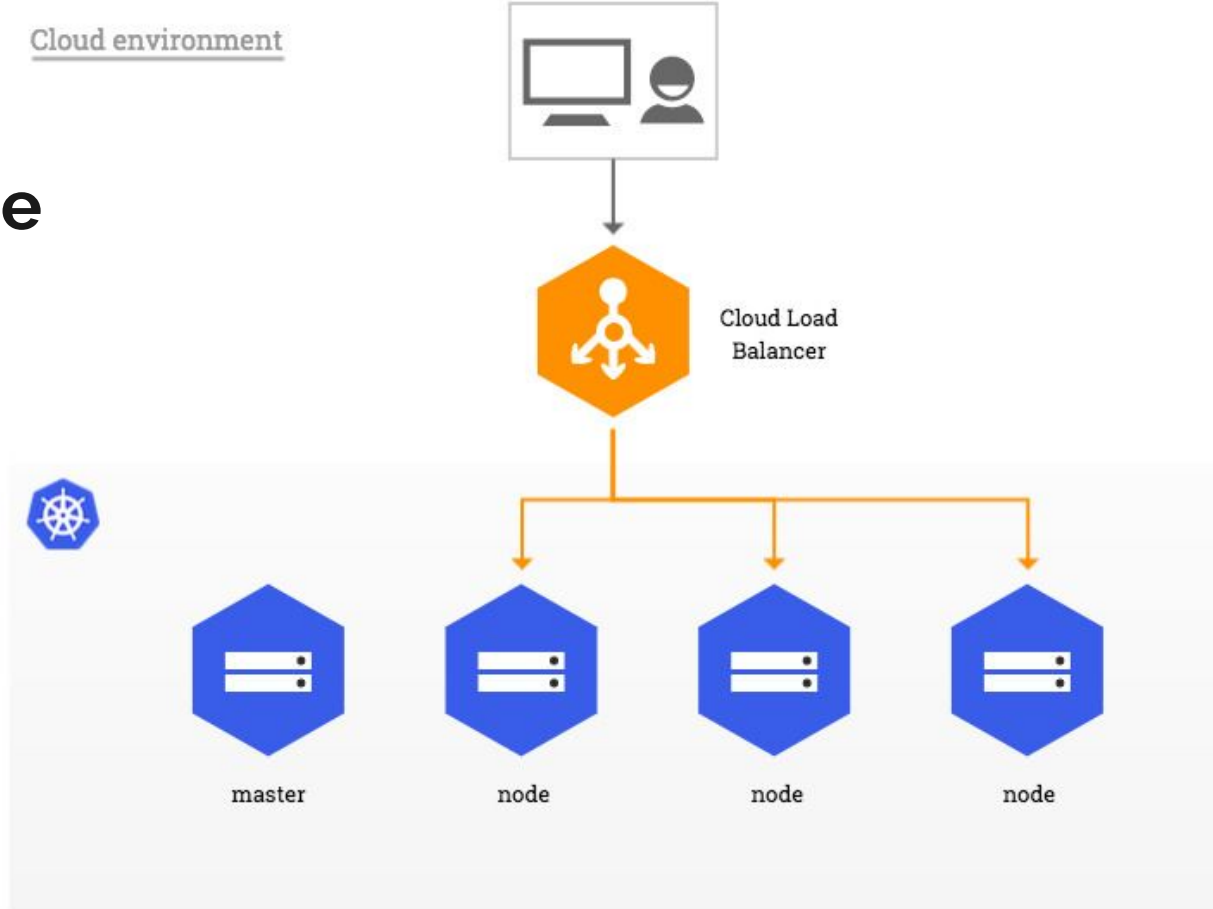 Cloud environment
e
Cloud Load
Balancer
master
node
node
node